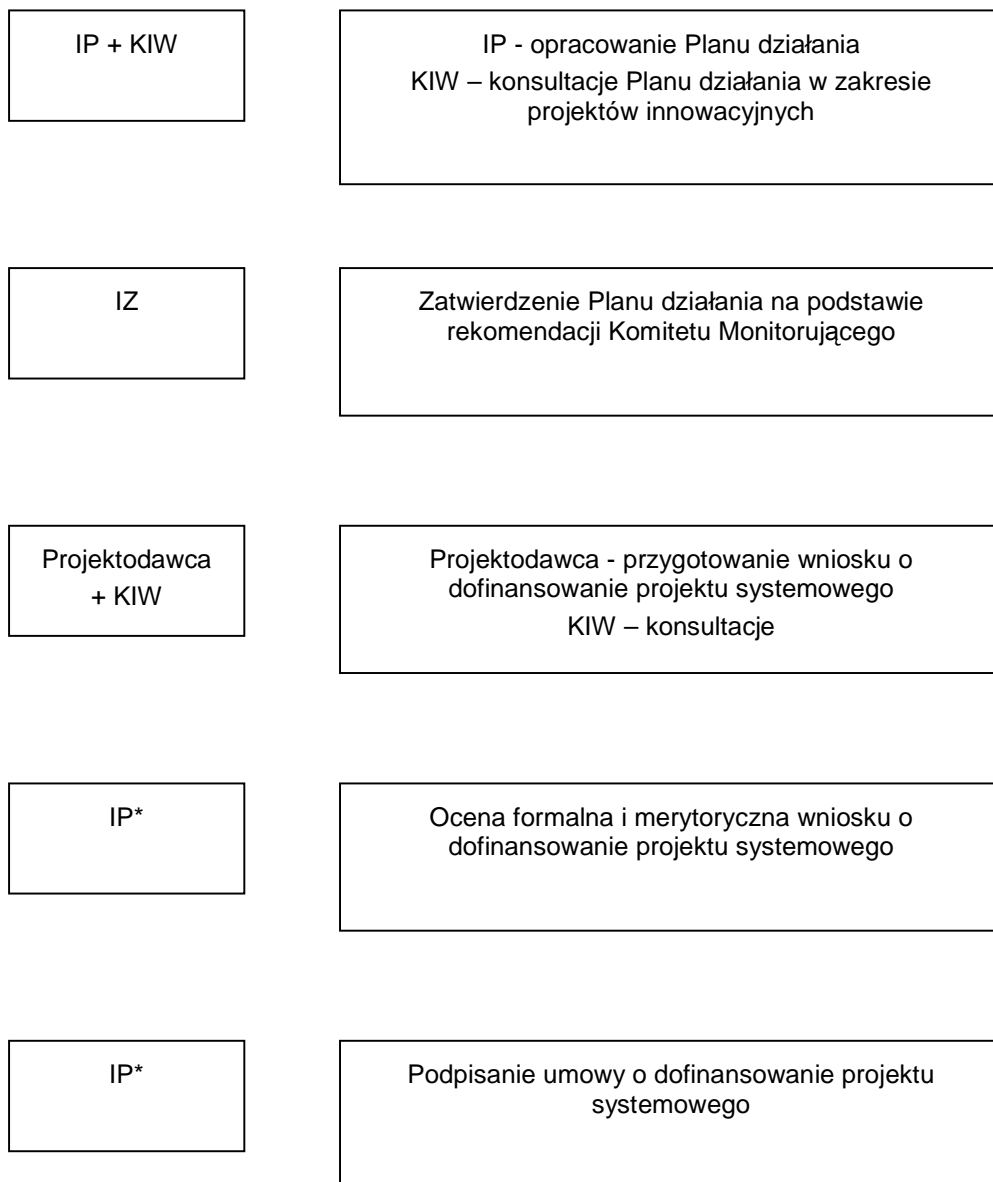 IP + KIW
IP - opracowanie Planu działania
KIW – konsultacje Planu działania w zakresie
projektów innowacyjnych
IZ
Zatwierdzenie Planu działania na podstawie
rekomendacji Komitetu Monitorującego
Projektodawca
+ KIW
Projektodawca - przygotowanie wniosku o
dofinansowanie projektu systemowego
KIW – konsultacje
IP*
Ocena formalna i merytoryczna wniosku o
dofinansowanie projektu systemowego
IP*
Podpisanie umowy o dofinansowanie projektu
systemowego